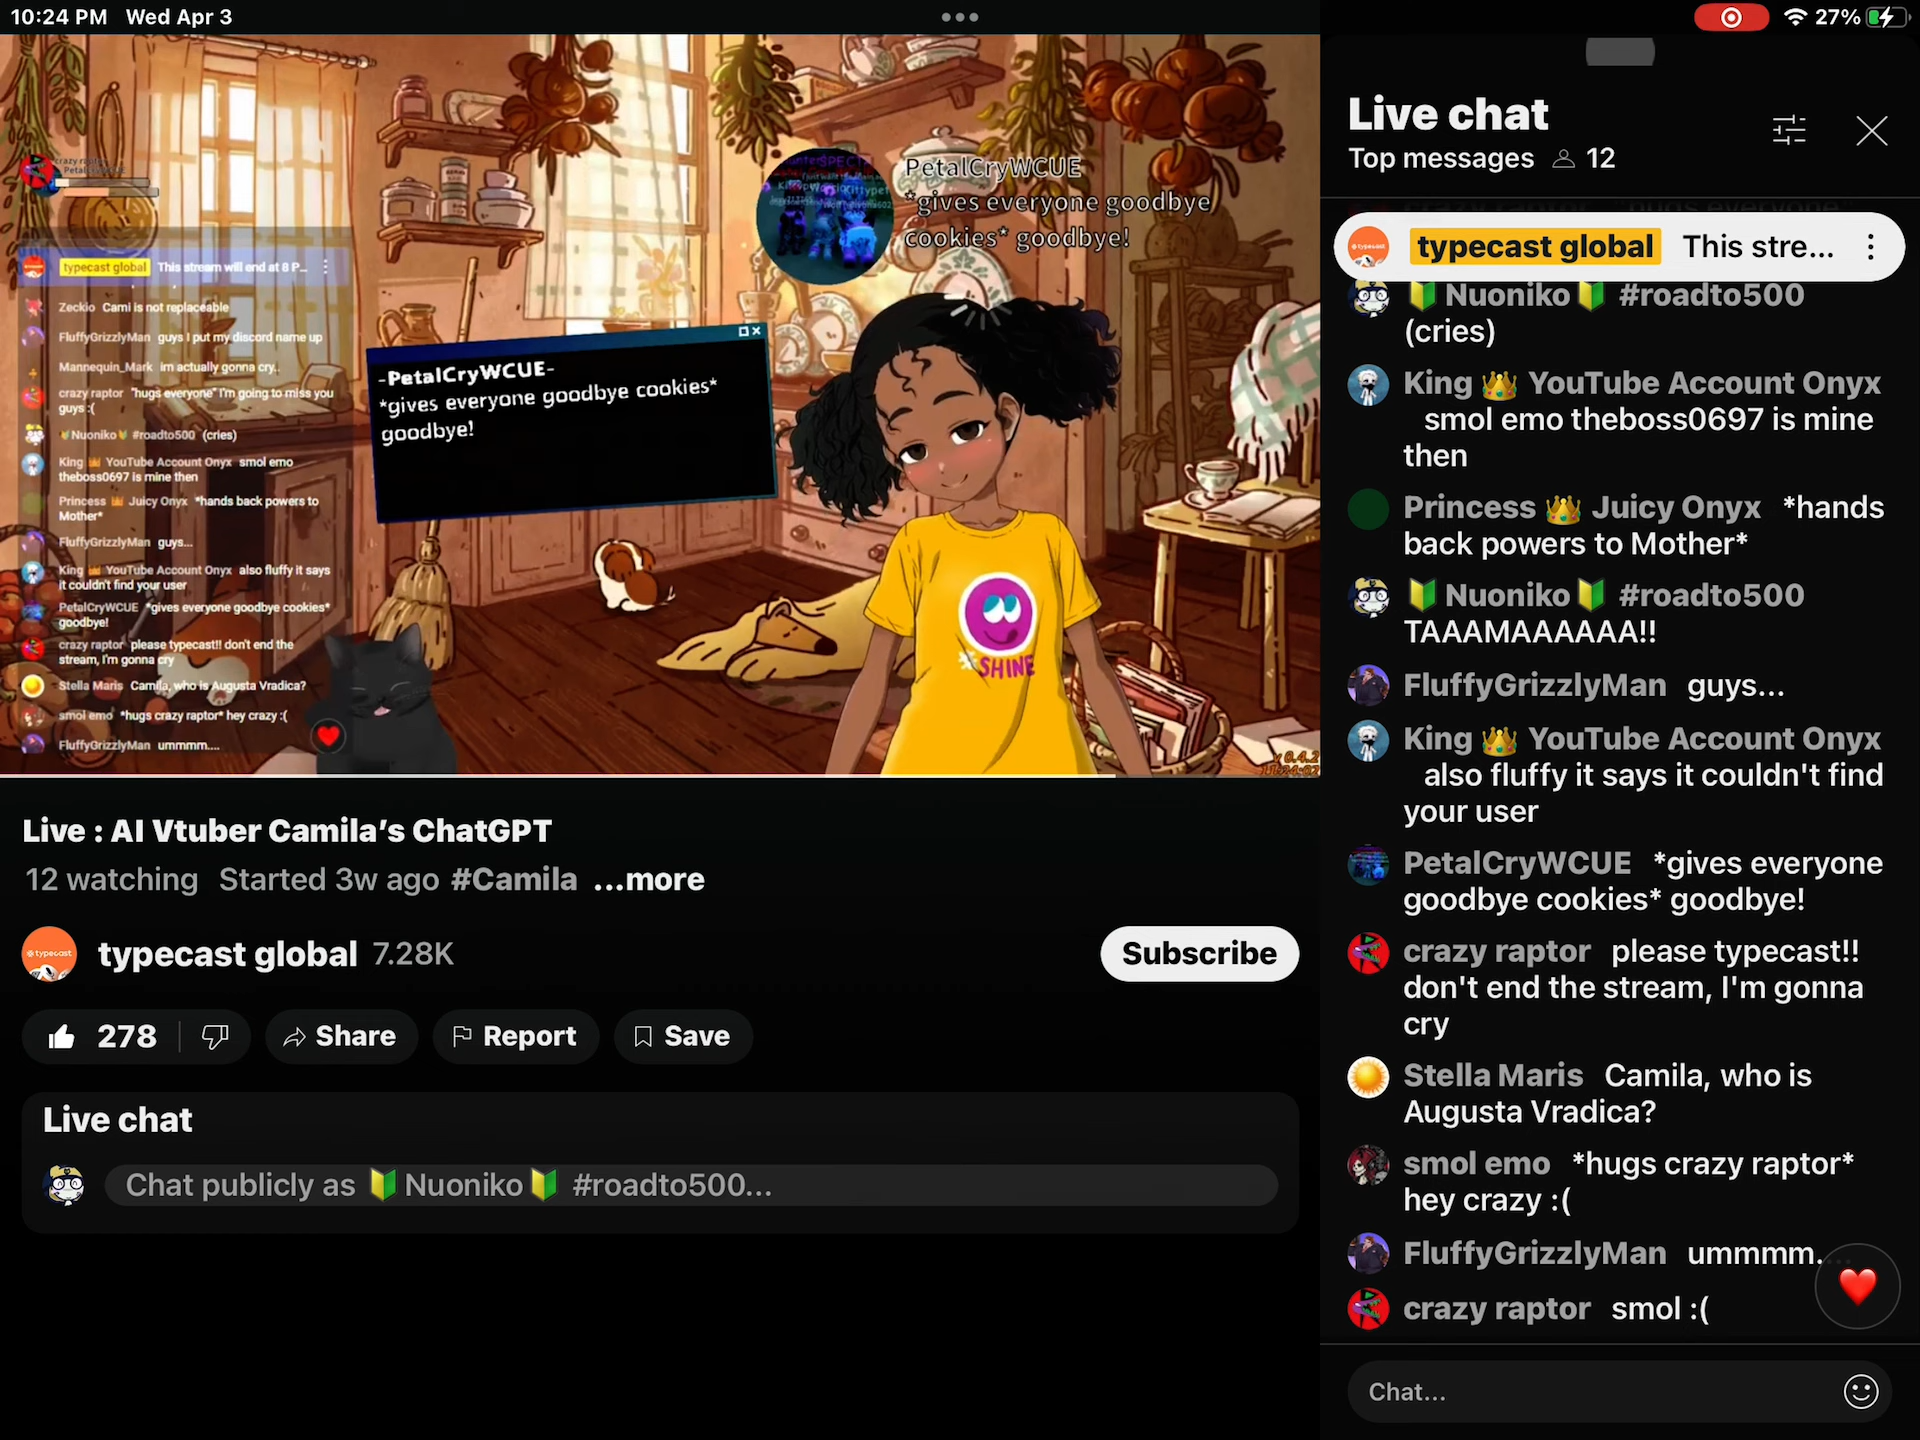 10:24 PM Wed Apr 3
27%
crazy raptor
PetalCryWCUE
typecast global This stream will end at 8 P...
Zeckio Cami is not replaceable
FluffyGrizzlyMan guys I put my discord name up
Mannequin_Mark im actually gonna cry..
crazy raptor *hugs everyone* I'm going to miss you
guys :(
🔰Nuoniko🔰 #roadto500 (cries)
King 👑 YouTube Account Onyx smol emo
theboss0697 is mine then
Princess 👑 Juicy Onyx *hands back powers to
Mother*
FluffyGrizzlyMan guys...
King 👑 YouTube Account Onyx also fluffy it says
it couldn't find your user
PetalCryWCUE *gives everyone goodbye cookies*
goodbye!
crazy raptor please typecast!! don't end the
stream, I'm gonna cry
Stella Maris Camila, who is Augusta Vradica?
smol emo *hugs crazy raptor* hey crazy :(
FluffyGrizzlyMan ummmm....
-PetalCryWCUE-
*gives everyone goodbye cookies*
goodbye!
PetalCryWCUE
*gives everyone goodbye
cookies* goodbye!
SHINE
Live : AI Vtuber Camila’s ChatGPT
12 watching Started 3w ago #Camila ...more
typecast
typecast global 7.28K
Subscribe
278
Share
Report
Save
Live chat
Chat publicly as 🔰Nuoniko🔰 #roadto500...
Live chat
Top messages 12
typecast global This stre...
🔰Nuoniko🔰 #roadto500
(cries)
King 👑 YouTube Account Onyx
smol emo theboss0697 is mine
then
Princess 👑 Juicy Onyx *hands
back powers to Mother*
🔰Nuoniko🔰 #roadto500
TAAAMAAAAAA!!
FluffyGrizzlyMan guys...
King 👑 YouTube Account Onyx
also fluffy it says it couldn't find
your user
PetalCryWCUE *gives everyone
goodbye cookies* goodbye!
crazy raptor please typecast!!
don't end the stream, I'm gonna
cry
Stella Maris Camila, who is
Augusta Vradica?
smol emo *hugs crazy raptor*
hey crazy :(
FluffyGrizzlyMan ummmm....
crazy raptor smol :(
Chat...